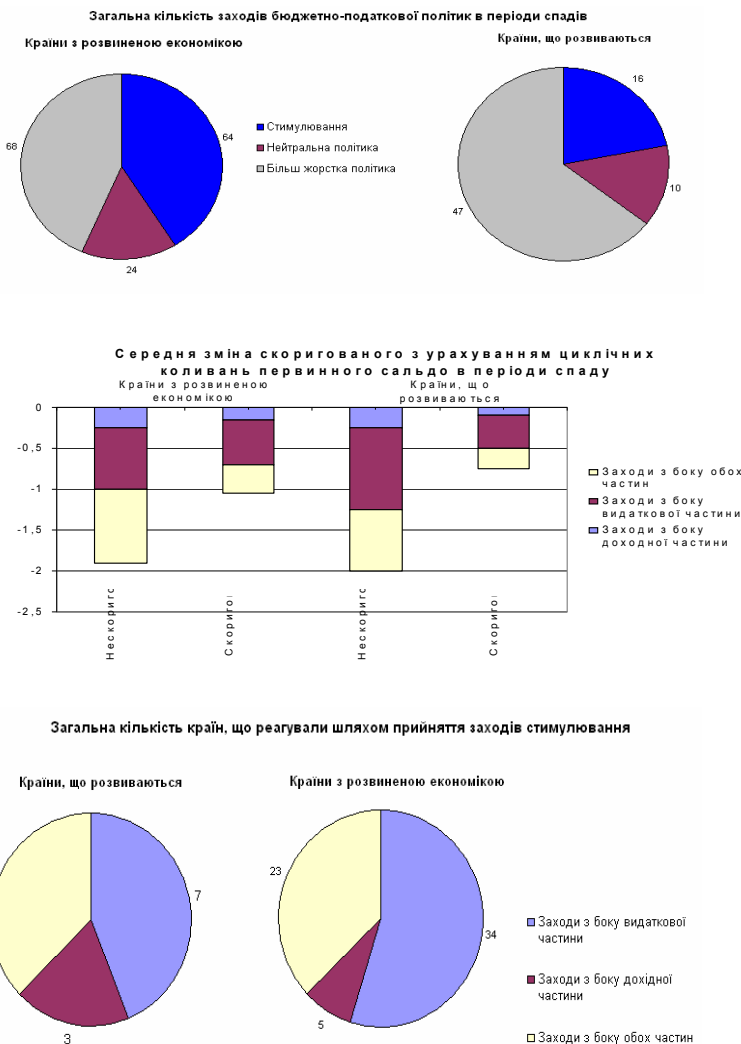 Загальна кількість заходів бюджетно-податкової політик в періоди спадів
Країни з розвиненою економікою
Країни, що розвиваються
68
64
24
Стимулювання
Нейтральна політика
Більш жорстка політика
16
10
47
Середня зміна скоригованого з урахуванням циклічних
коливань первинного сальдо в періоди спаду
Країни з розвиненою
економікою
Країни, що
розвиваються
0
-0,5
-1
-1,5
-2
-2,5
Заходи з боку обох
частин
Заходи з боку
видаткової частини
Заходи з боку
доходної частини
Загальна кількість країн, що реагували шляхом прийняття заходів стимулювання
Країни, що розвиваються
Країни з розвиненою економікою
7
3
23
34
5
Заходи з боку видаткової
частини
Заходи з боку дохідної
частини
Заходи з боку обох частин